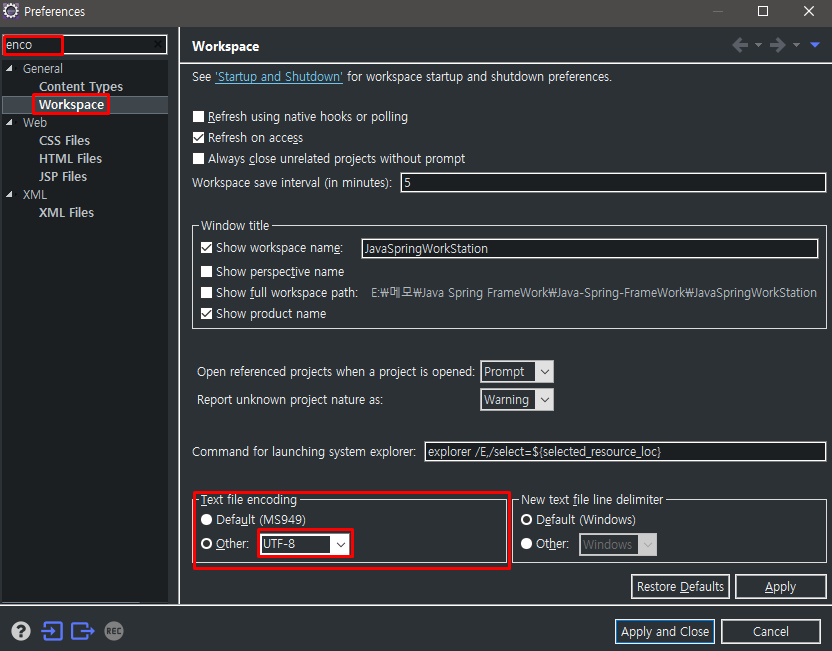 Preferences
enco
Workspace
General
Content Types
Workspace
Web
CSS Files
HTML Files
JSP Files
XML
XML Files
See 'Startup and Shutdown' for workspace startup and shutdown preferences.
Refresh using native hooks or polling
Refresh on access
Always close unrelated projects without prompt
Workspace save interval (in minutes): 5
Window title
Show workspace name: JavaSpringWorkStation
Show perspective name
Show full workspace path: E:₩메모₩Java Spring FrameWork₩Java-Spring-FrameWork₩JavaSpringWorkStation
Show product name
Open referenced projects when a project is opened: Prompt
Report unknown project nature as: Warning
Command for launching system explorer: explorer /E,/select=${selected_resource_loc}
Text file encoding
Default (MS949)
Other: UTF-8
New text file line delimiter
Default (Windows)
Other: Windows
Restore Defaults Apply
? REC Apply and Close Cancel